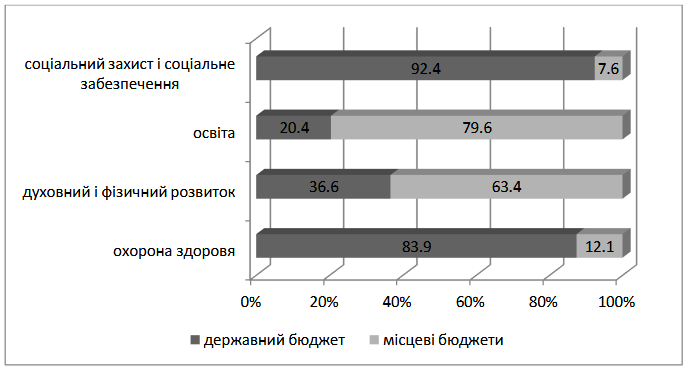 соціальний захист і соціальне
забезпечення
92.4
7.6
освіта
20.4
79.6
духовний і фізичний розвиток
36.6
63.4
охорона здоровя
83.9
12.1
0%
20%
40%
60%
80%
100%
державний бюджет
місцеві бюджети